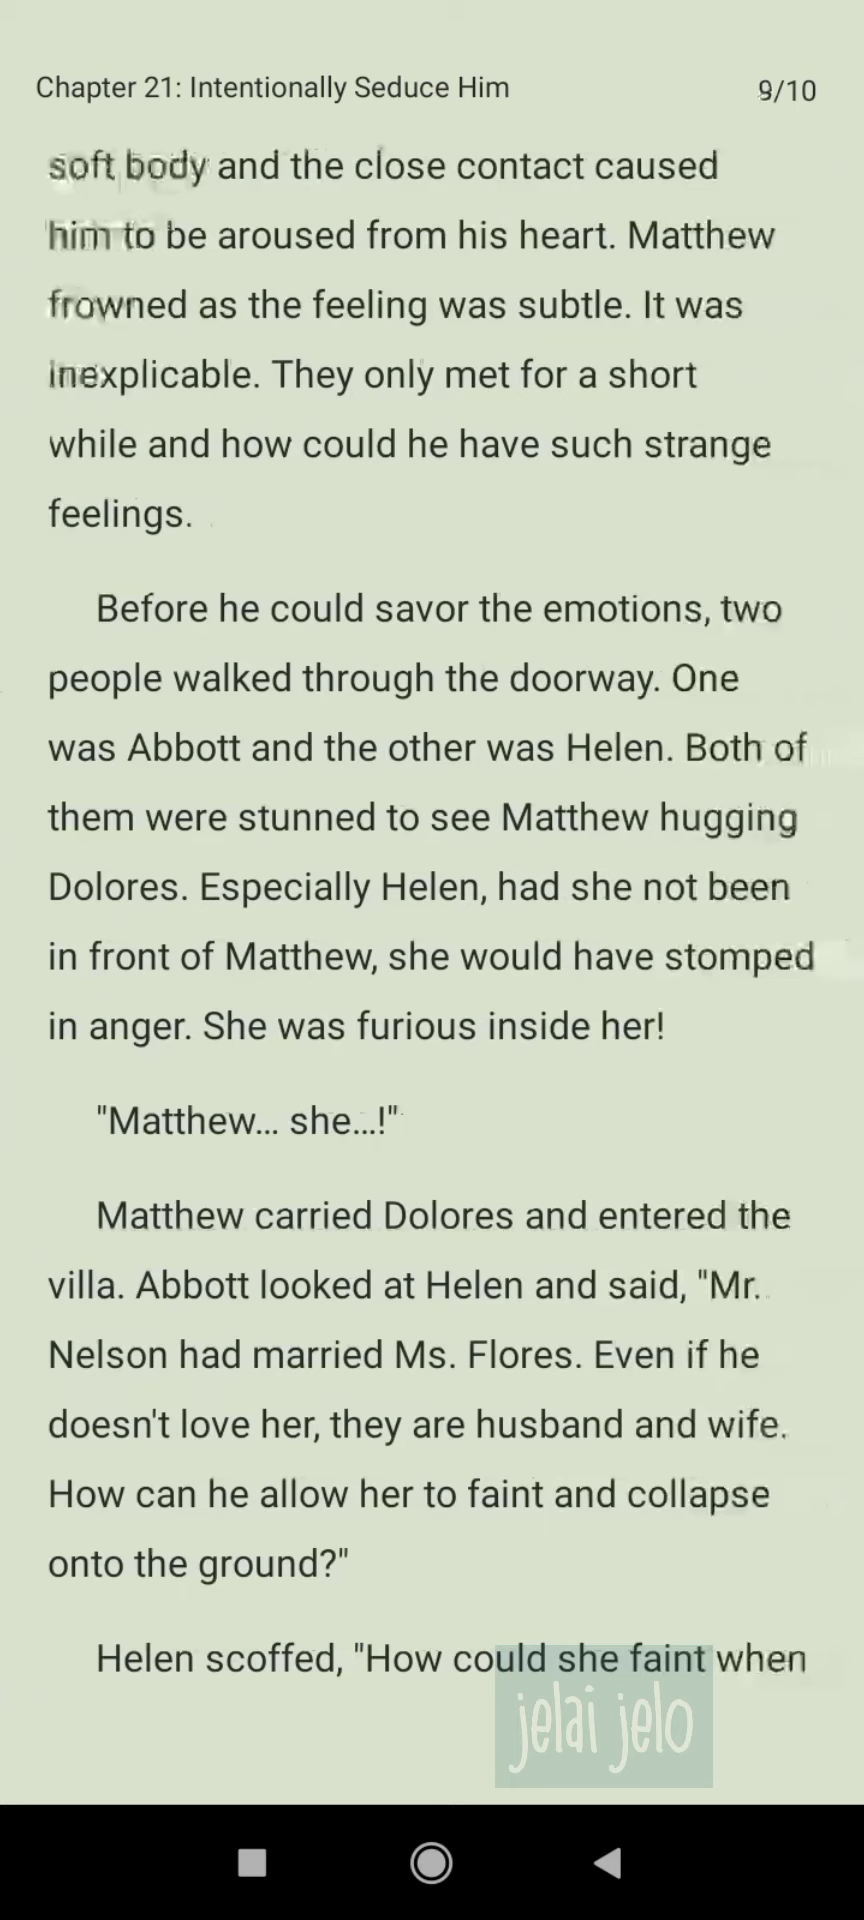 Chapter 21: Intentionally Seduce Him
9/10
soft body and the close contact caused
him to be aroused from his heart. Matthew
frowned as the feeling was subtle. It was
inexplicable. They only met for a short
while and how could he have such strange
feelings.
Before he could savor the emotions, two
people walked through the doorway. One
was Abbott and the other was Helen. Both of
them were stunned to see Matthew hugging
Dolores. Especially Helen, had she not been
in front of Matthew, she would have stomped
in anger. She was furious inside her!
"Matthew... she...!"
Matthew carried Dolores and entered the
villa. Abbott looked at Helen and said, "Mr.
Nelson had married Ms. Flores. Even if he
doesn't love her, they are husband and wife.
How can he allow her to faint and collapse
onto the ground?"
Helen scoffed, "How could she faint when
jelai jelo